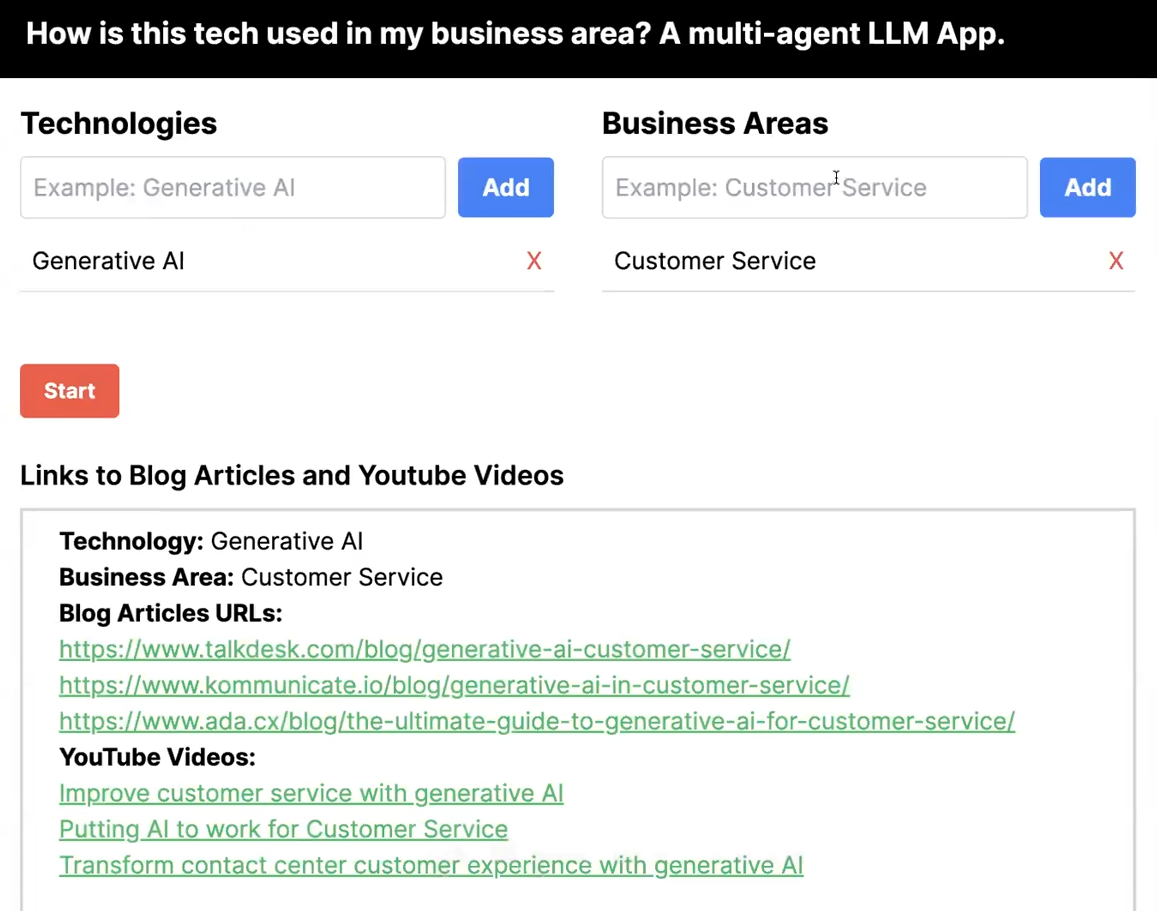 How is this tech used in my business area? A multi-agent LLM App.
Technologies
Example: Generative AI
Add
Generative AI
X
Business Areas
Example: Customer Service
Add
Customer Service
X
Start
Links to Blog Articles and Youtube Videos
Technology: Generative AI
Business Area: Customer Service
Blog Articles URLs:
https://www.talkdesk.com/blog/generative-ai-customer-service/
https://www.kommunicate.io/blog/generative-ai-in-customer-service/
https://www.ada.cx/blog/the-ultimate-guide-to-generative-ai-for-customer-service/
YouTube Videos:
Improve customer service with generative AI
Putting AI to work for Customer Service
Transform contact center customer experience with generative AI